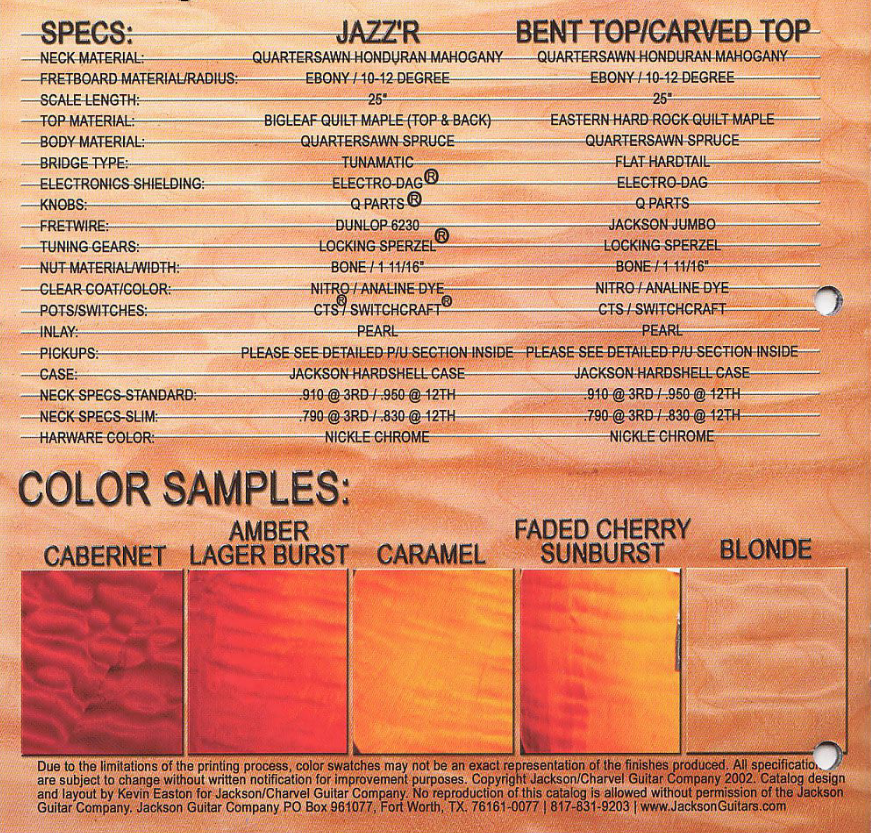 SPECS: JAZZ'R BENT TOP/CARVED TOP
NECK MATERIAL: QUARTERSAWN HONDURAN MAHOGANY QUARTERSAWN HONDURAN MAHOGANY
FRETBOARD MATERIAL/RADIUS: EBONY / 10-12 DEGREE EBONY / 10-12 DEGREE
SCALE LENGTH: 25" 25"
TOP MATERIAL: BIGLEAF QUILT MAPLE (TOP & BACK) EASTERN HARD ROCK QUILT MAPLE
BODY MATERIAL: QUARTERSAWN SPRUCE QUARTERSAWN SPRUCE
BRIDGE TYPE: TUNAMATIC FLAT HARDTAIL
ELECTRONICS SHIELDING: ELECTRO-DAG® ELECTRO-DAG
KNOBS: Q PARTS® Q PARTS
FRETWIRE: DUNLOP 6230 JACKSON JUMBO
TUNING GEARS: LOCKING SPERZEL® LOCKING SPERZEL
NUT MATERIAL/WIDTH: BONE / 1 11/16" BONE / 1 11/16"
CLEAR COAT/COLOR: NITRO / ANALINE DYE NITRO / ANALINE DYE
POTS/SWITCHES: CTS® / SWITCHCRAFT® CTS / SWITCHCRAFT
INLAY: PEARL PEARL
PICKUPS: PLEASE SEE DETAILED P/U SECTION INSIDE PLEASE SEE DETAILED P/U SECTION INSIDE
CASE: JACKSON HARDSHELL CASE JACKSON HARDSHELL CASE
NECK SPECS-STANDARD: .910 @ 3RD / .950 @ 12TH .910 @ 3RD / .950 @ 12TH
NECK SPECS-SLIM: .790 @ 3RD / .830 @ 12TH .790 @ 3RD / .830 @ 12TH
HARWARE COLOR: NICKLE CHROME NICKLE CHROME
COLOR SAMPLES:
CABERNET
AMBER
LAGER BURST
CARAMEL
FADED CHERRY
SUNBURST
BLONDE
Due to the limitations of the printing process, color swatches may not be an exact representation of the finishes produced. All specificatio
are subject to change without written notification for improvement purposes. Copyright Jackson/Charvel Guitar Company 2002. Catalog design
and layout by Kevin Easton for Jackson/Charvel Guitar Company. No reproduction of this catalog is allowed without permission of the Jackson
Guitar Company. Jackson Guitar Company PO Box 961077, Fort Worth, TX. 76161-0077 | 817-831-9203 | www.JacksonGuitars.com